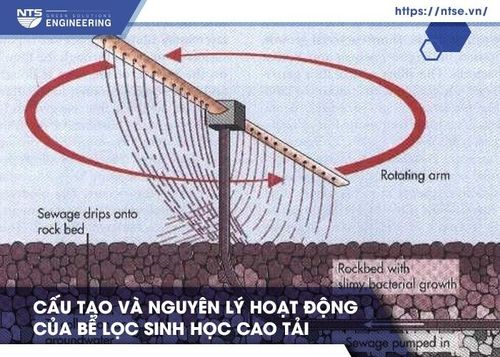 NTS
GREEN SOLUTIONS
ENGINEERING
https://ntse.vn/
Rotating arm
Sewage drips onto
rock bed
Rockbed with
slimy bacterial growth
CẤU TẠO VÀ NGUYÊN LÝ HOẠT ĐỘNG
CỦA BỂ LỌC SINH HỌC CAO TẢI
groundwater
Sewage pumped in